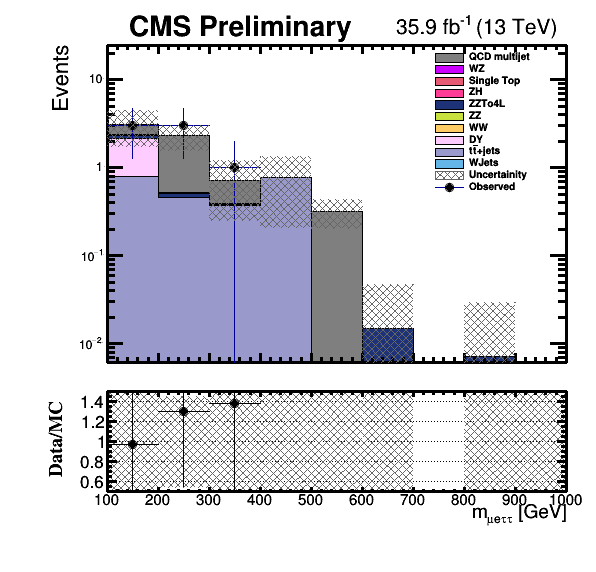 CMS Preliminary 35.9 fb⁻¹ (13 TeV)
Events
10
1
10⁻¹
10⁻²
QCD multijet
WZ
Single Top
ZH
ZZTo4L
ZZ
WW
DY
tt̄+jets
WJets
Uncertainity
Observed
Data/MC
1.4
1.2
1
0.8
0.6
100 200 300 400 500 600 700 800 900 1000
m_μeττ [GeV]